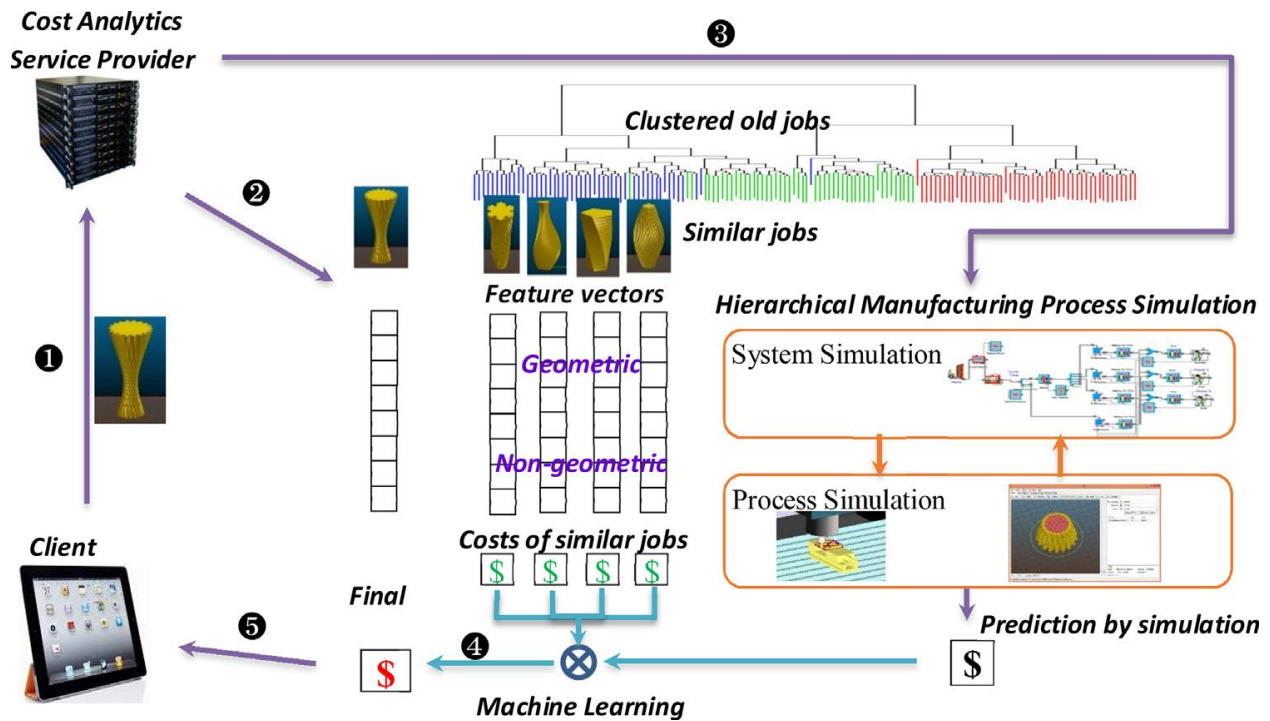 Cost Analytics
Service Provider
❸
Clustered old jobs
❷
Similar jobs
Feature vectors
Hierarchical Manufacturing Process Simulation
❶
Geometric
System Simulation
Non-geometric
Process Simulation
Client
Costs of similar jobs
$ $ $ $
Final
❺
❹
Prediction by simulation
$
$
Machine Learning